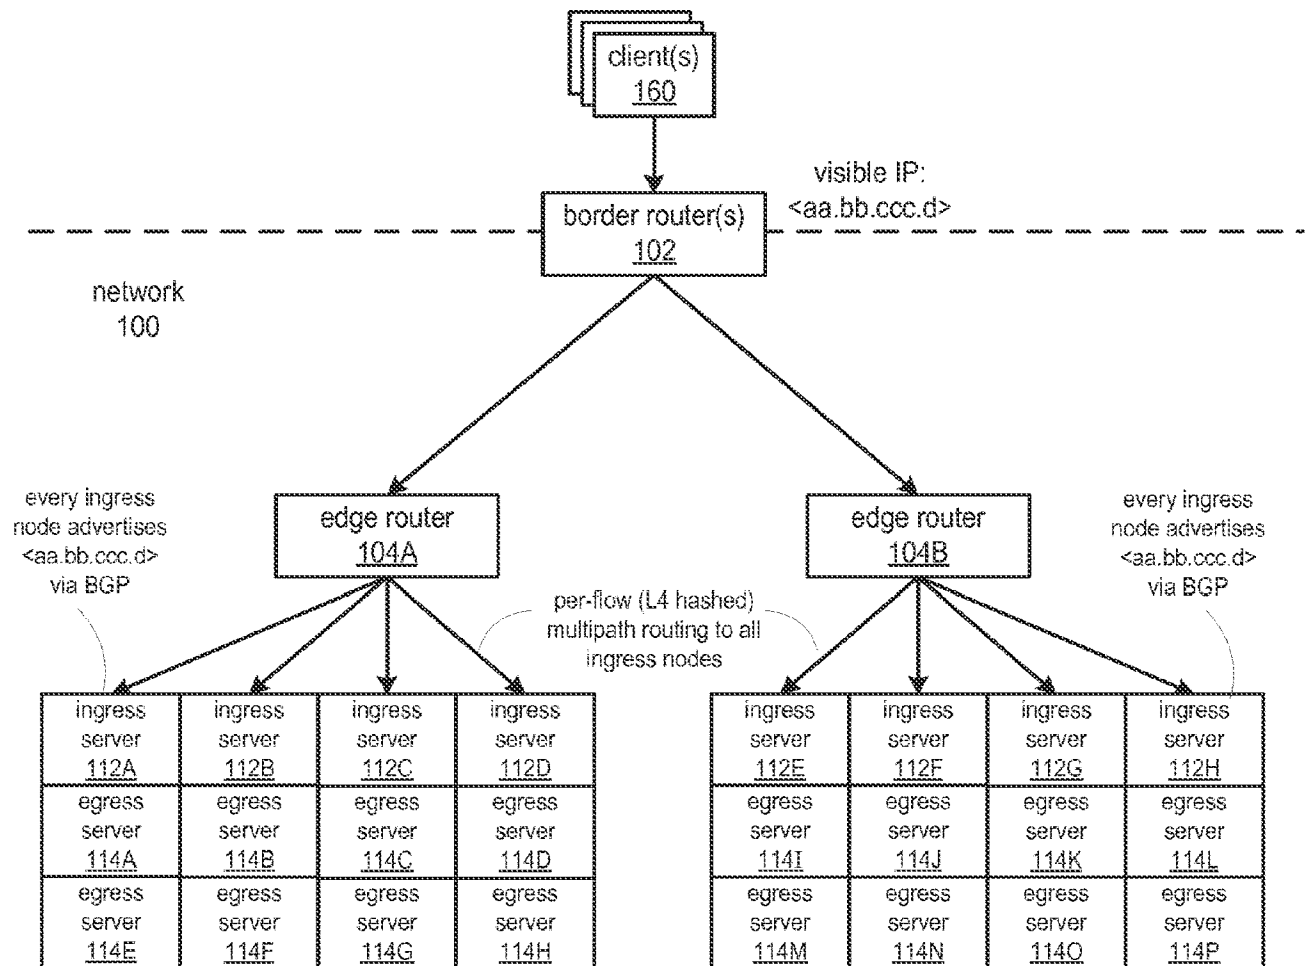 client(s)
160
visible IP:
<aa.bb.ccc.d>
border router(s)
102
network
100
every ingress
node advertises
<aa.bb.ccc.d>
via BGP
edge router
104A
edge router
104B
every ingress
node advertises
<aa.bb.ccc.d>
via BGP
per-flow (L4 hashed)
multipath routing to all
ingress nodes
ingress
server
112A
ingress
server
112B
ingress
server
112C
ingress
server
112D
ingress
server
112E
ingress
server
112F
ingress
server
112G
ingress
server
112H
egress
server
114A
egress
server
114B
egress
server
114C
egress
server
114D
egress
server
114I
egress
server
114J
egress
server
114K
egress
server
114L
egress
server
114E
egress
server
114F
egress
server
114G
egress
server
114H
egress
server
114M
egress
server
114N
egress
server
114O
egress
server
114P